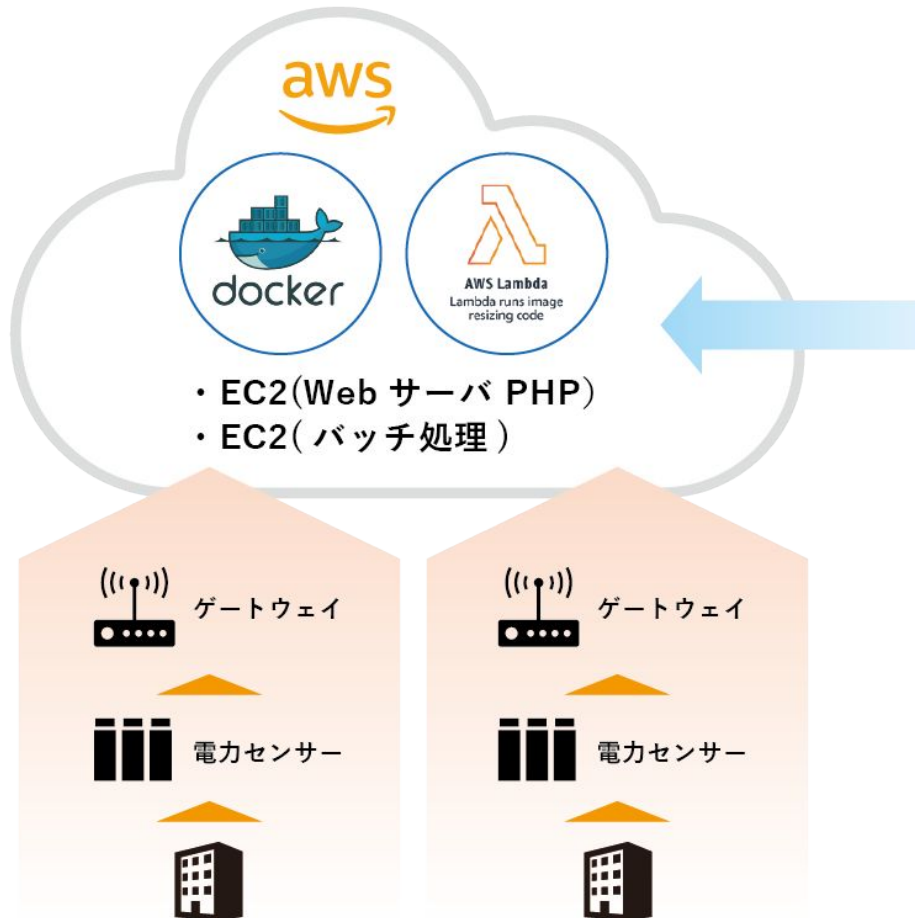 aws
docker
AWS Lambda
Lambda runs image
resizing code
・EC2(Web サーバ PHP)
・EC2( バッチ処理 )
ゲートウェイ
ゲートウェイ
電力センサー
電力センサー